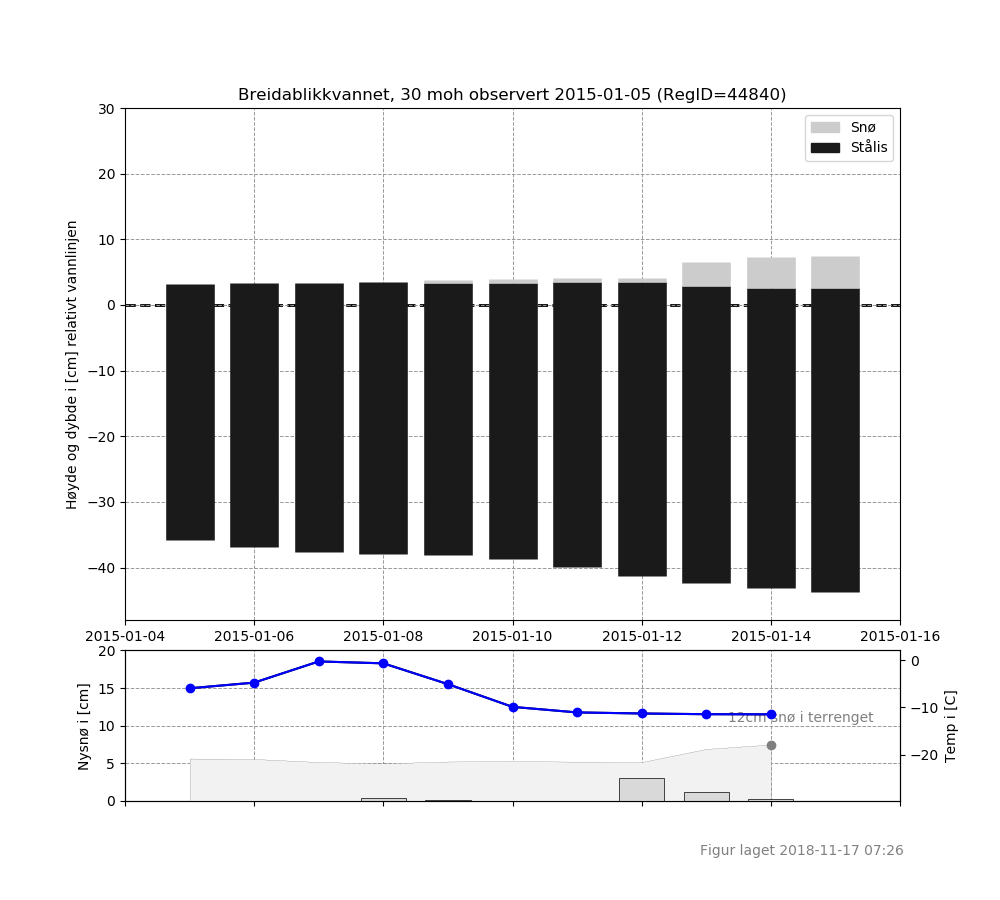 Breidablikkvannet, 30 moh observert 2015-01-05 (RegID=44840)
30
20
10
0
−10
−20
−30
−40
Høyde og dybde i [cm] relativt vannlinjen
Snø
Stålis
2015-01-04
2015-01-06
2015-01-08
2015-01-10
2015-01-12
2015-01-14
2015-01-16
20
15
10
5
0
Nysnø i [cm]
12cm snø i terrenget
0
−10
−20
Temp i [C]
Figur laget 2018-11-17 07:26